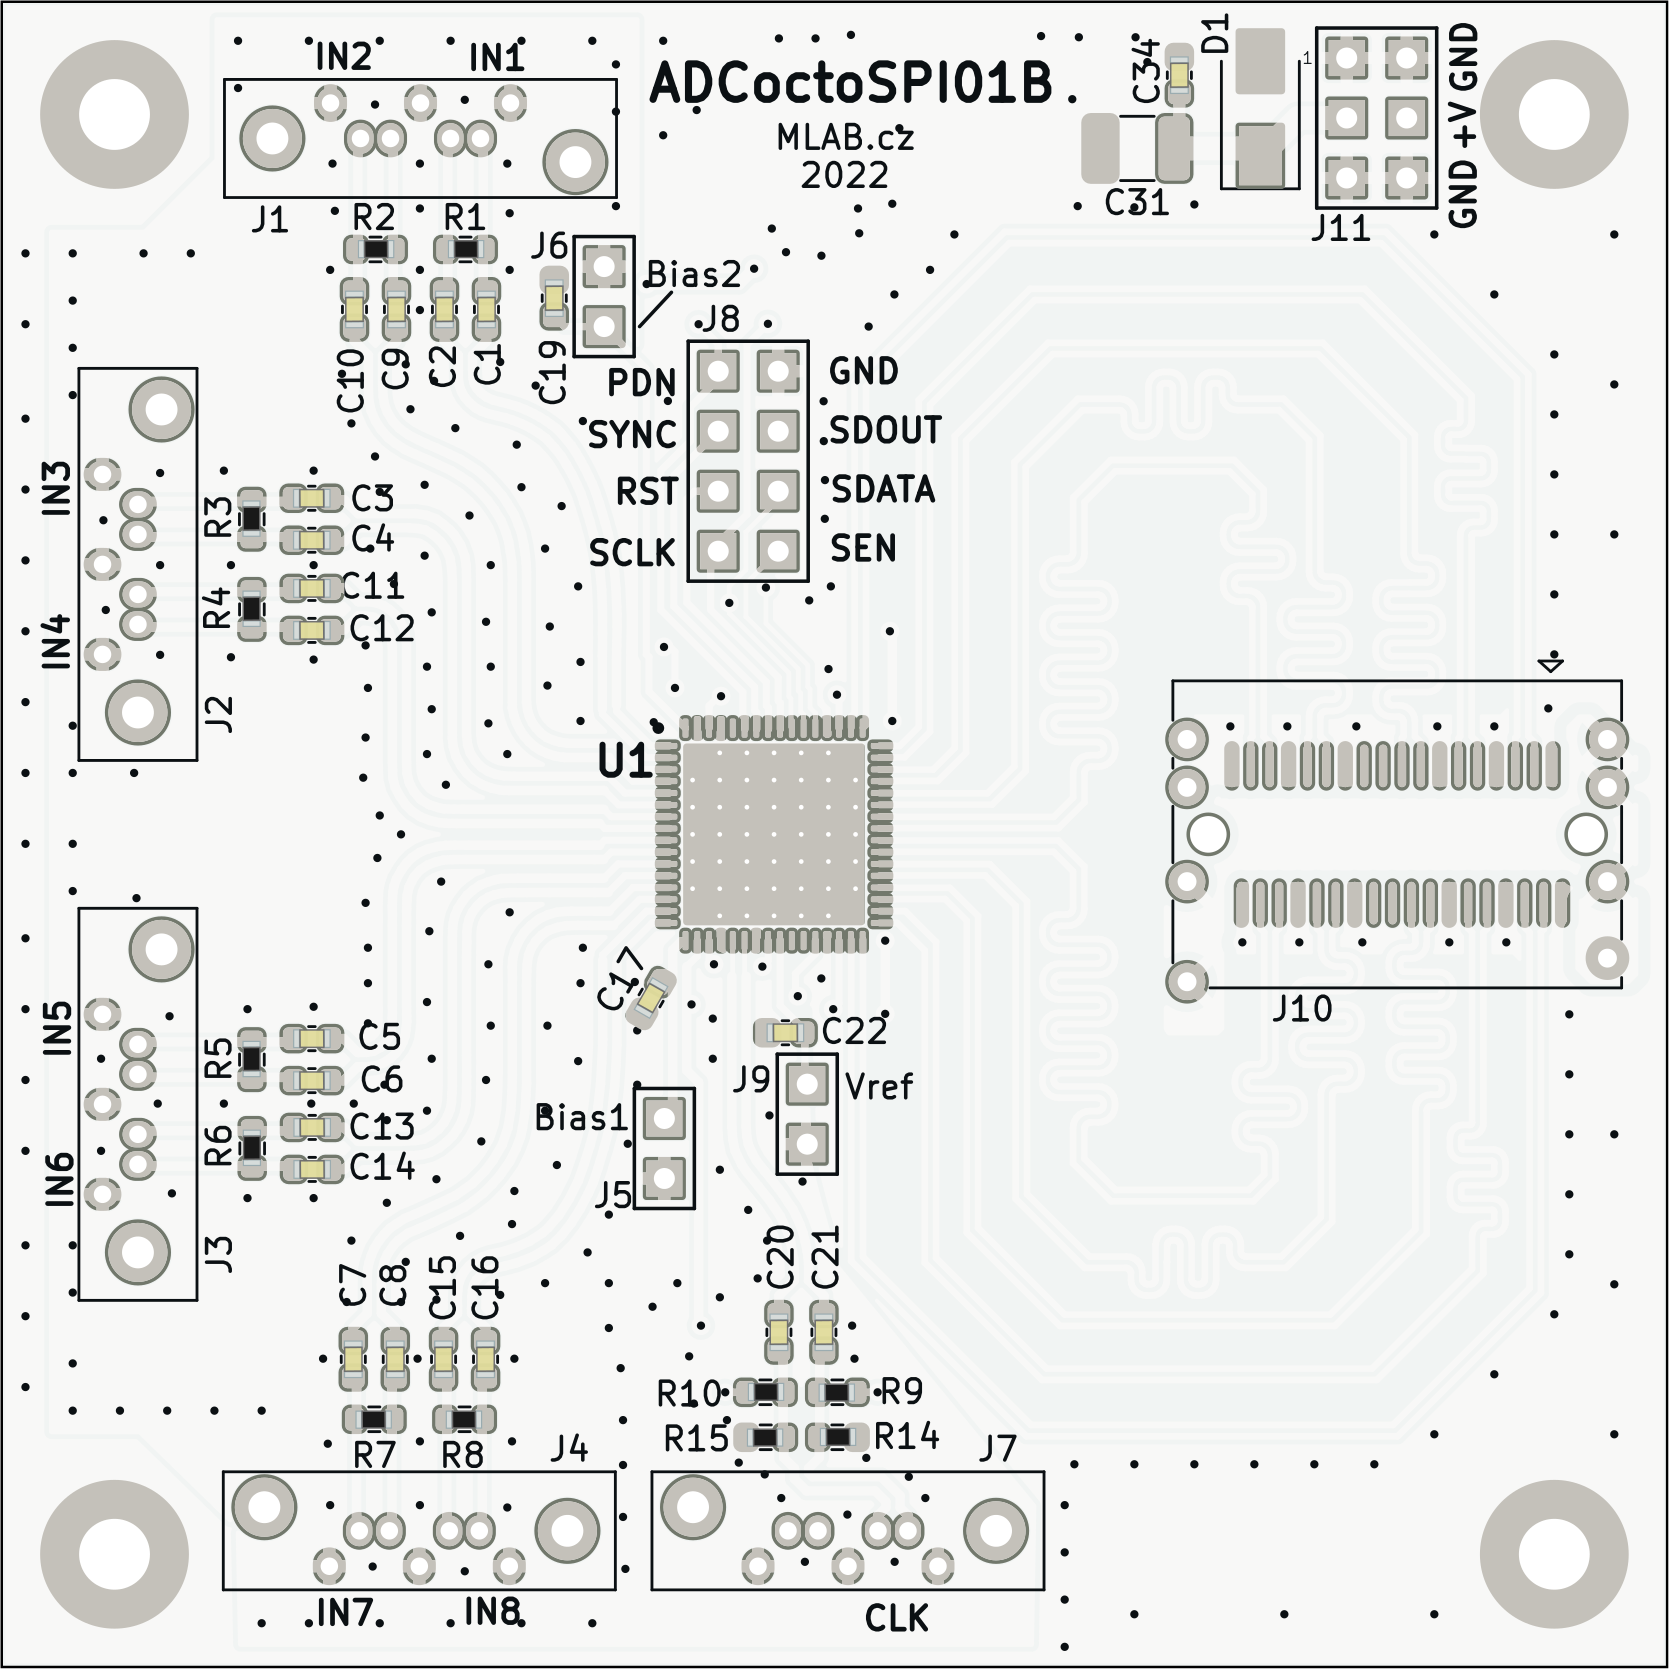 IN2
IN1
ADCoctoSPI01B
MLAB.cz
2022
C34
D1
1
GND
+V
GND
C31
J11
J1
R2
R1
J6
Bias2
J8
C10
C9
C2
C1
C19
PDN
GND
SYNC
SDOUT
RST
SDATA
SCLK
SEN
IN3
R3
C3
C4
IN4
R4
C11
C12
J2
U1
J10
C17
C22
J9
Vref
Bias1
J5
IN5
R5
C5
C6
IN6
R6
C13
C14
J3
C7
C8
C15
C16
C20
C21
R10
R9
R15
R14
R7
R8
J4
J7
IN7
IN8
CLK